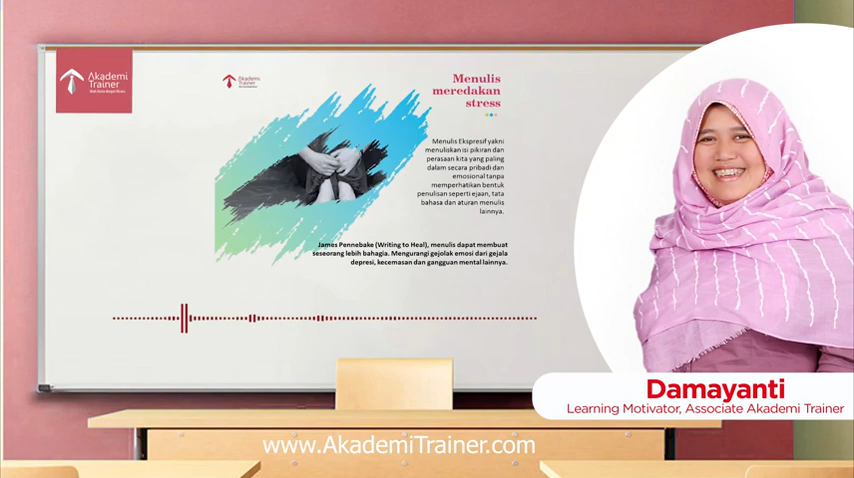 Akademi
Trainer
Akademi
Trainer
Menulis
meredakan
stress
Menulis Ekspresif yakni
menuliskan isi pikiran dan
perasaan kita yang paling
dalam secara pribadi dan
emosional tanpa
memperhatikan bentuk
penulisan seperti ejaan, tata
bahasa dan aturan menulis
lainnya.
James Pennebake (Writing to Heal), menulis dapat membuat
seseorang lebih bahagia. Mengurangi gejolak emosi dari gejala
depresi, kecemasan dan gangguan mental lainnya.
Damayanti
Learning Motivator, Associate Akademi Trainer
www.AkademiTrainer.com